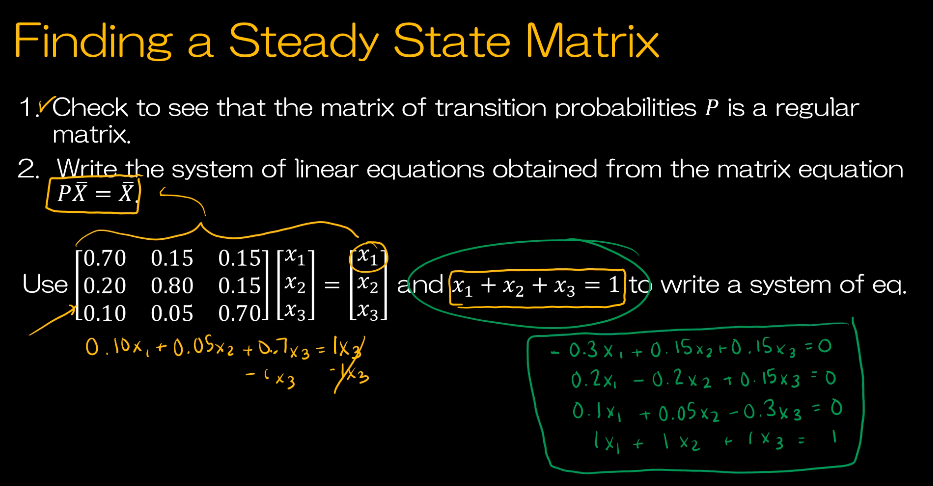 Finding a Steady State Matrix
1. ✓ Check to see that the matrix of transition probabilities P is a regular
matrix.
2. Write the system of linear equations obtained from the matrix equation
PX̄ = X̄.
Use [0.70 0.15 0.15; 0.20 0.80 0.15; 0.10 0.05 0.70] [x₁; x₂; x₃] = [x₁; x₂; x₃] and x₁ + x₂ + x₃ = 1 to write a system of eq.
0.10x₁ + 0.05x₂ + 0.7x₃ = 1x₃
-1x₃ -1x₃
-0.3x₁ + 0.15x₂ + 0.15x₃ = 0
0.2x₁ - 0.2x₂ + 0.15x₃ = 0
0.1x₁ + 0.05x₂ - 0.3x₃ = 0
1x₁ + 1x₂ + 1x₃ = 1